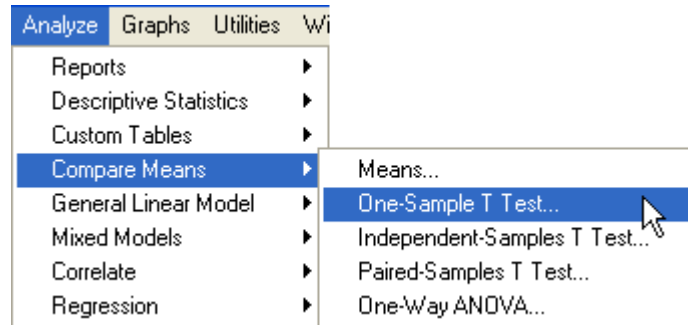 Analyze Graphs Utilities Wi
Reports
Descriptive Statistics
Custom Tables
Compare Means
General Linear Model
Mixed Models
Correlate
Regression
Means...
One-Sample T Test...
Independent-Samples T Test...
Paired-Samples T Test...
One-Way ANOVA...